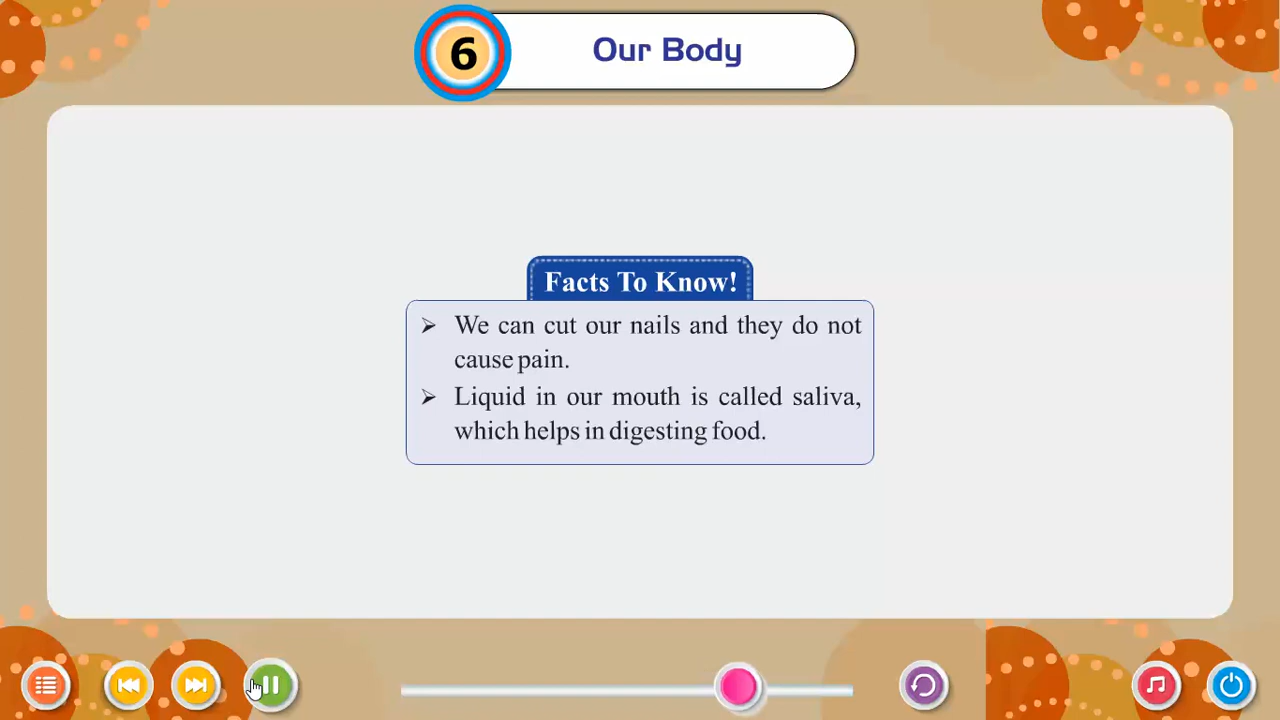 6
Our Body
Facts To Know!
➢ We can cut our nails and they do not
cause pain.
➢ Liquid in our mouth is called saliva,
which helps in digesting food.